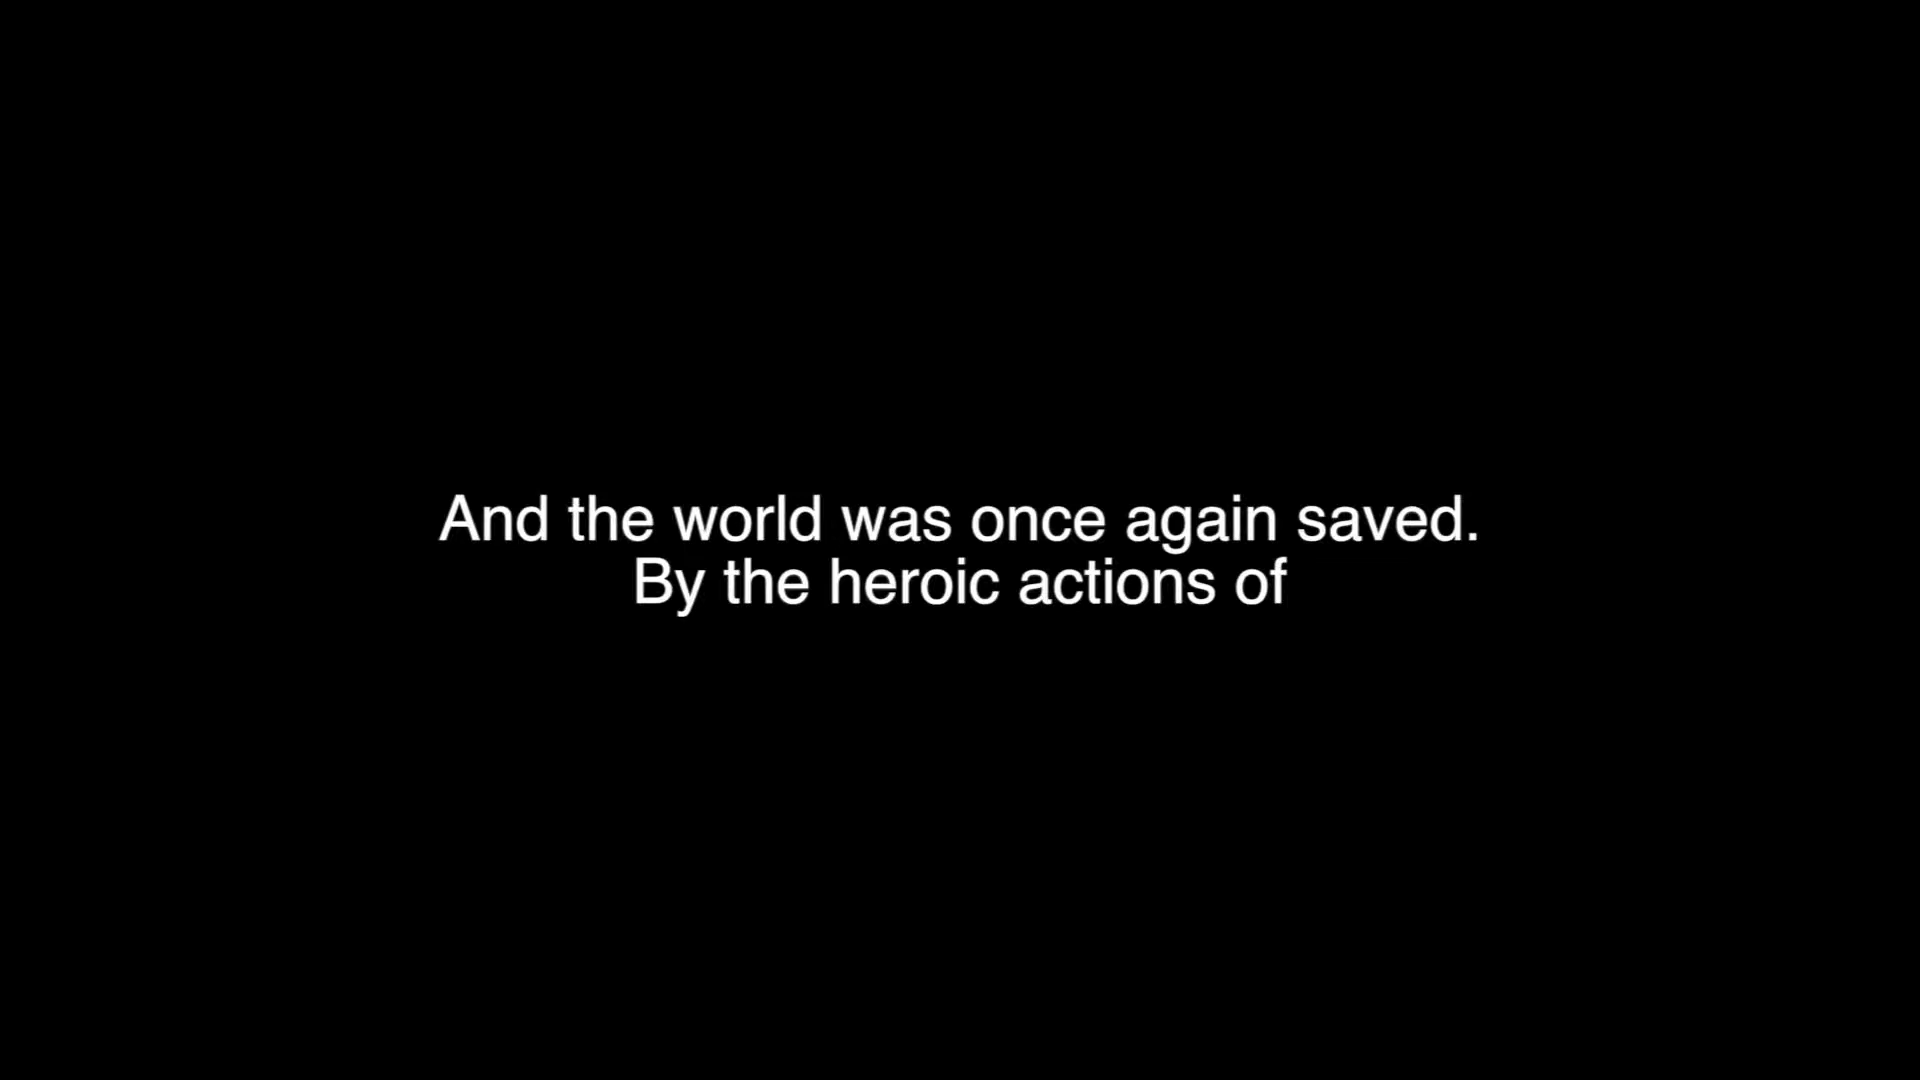 And the world was once again saved.
By the heroic actions of